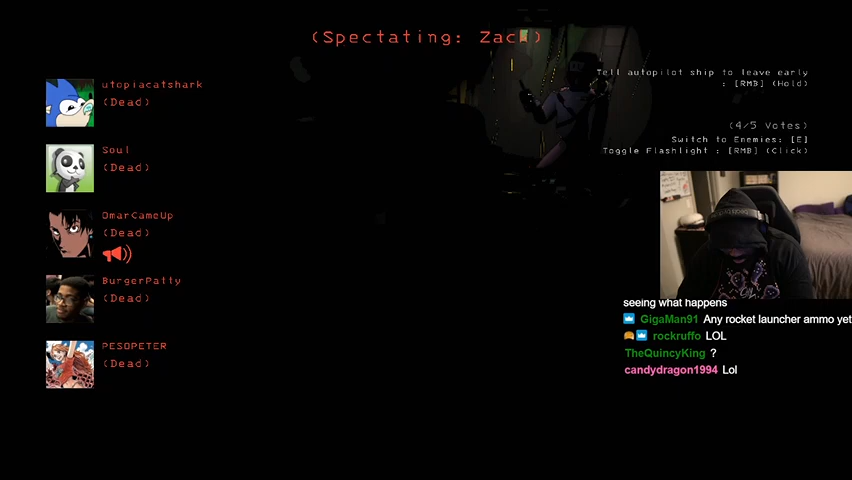 (Spectating: Zack)
Tell autopilot ship to leave early
: [RMB] (Hold)
(4/5 Votes)
Switch to Enemies: [E]
Toggle Flashlight : [RMB] (Click)
utopiacatshark
(Dead)
Soul
(Dead)
OmarCameUp
(Dead)
BurgerPatty
(Dead)
PESOPETER
(Dead)
seeing what happens
GigaMan91 Any rocket launcher ammo yet
rockruffo LOL
TheQuincyKing ?
candydragon1994 Lol